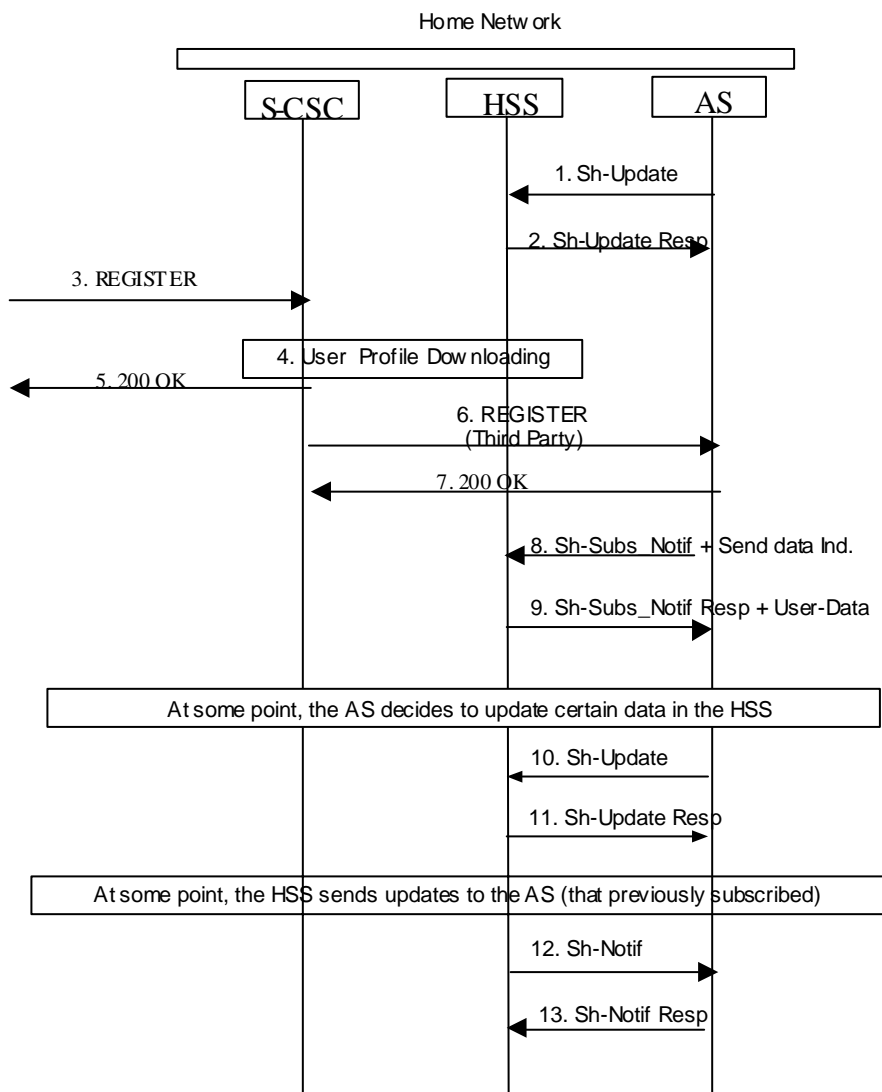 Home Network
S-CSC
HSS
AS
1. Sh-Update
2. Sh-Update Resp
3. REGISTER
4. User Profile Downloading
5. 200 OK
6. REGISTER
(Third Party)
7. 200 OK
8. Sh-Subs_Notif + Send data Ind.
9. Sh-Subs_Notif Resp + User-Data
At some point, the AS decides to update certain data in the HSS
10. Sh-Update
11. Sh-Update Resp
At some point, the HSS sends updates to the AS (that previously subscribed)
12. Sh-Notif
13. Sh-Notif Resp